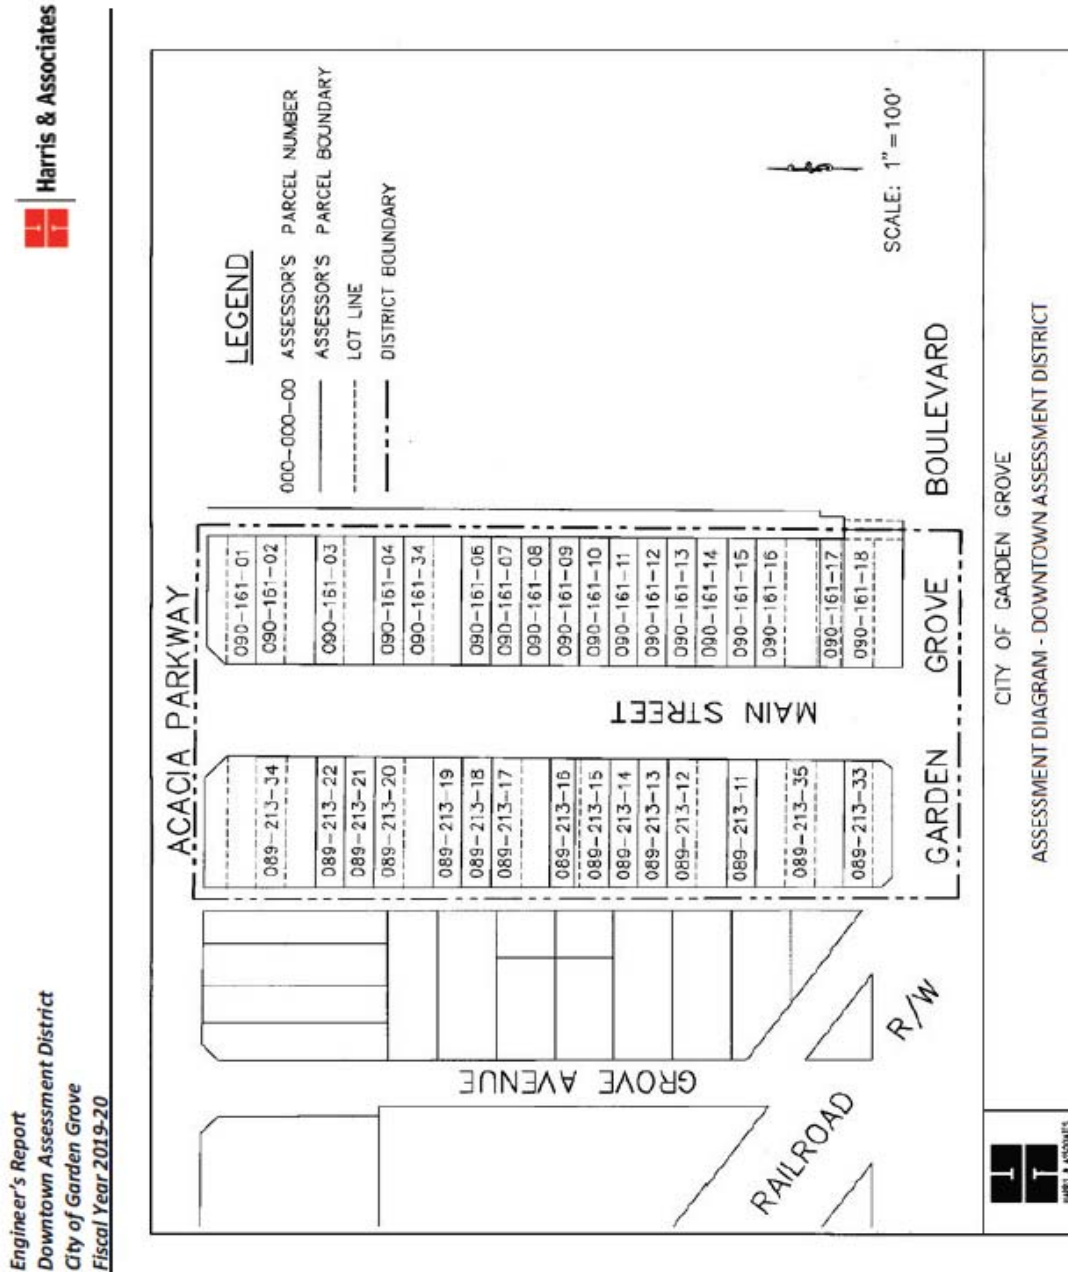 Engineer's Report
Downtown Assessment District
City of Garden Grove
Fiscal Year 2019-20
Harris & Associates
ACACIA PARKWAY
LEGEND
000-000-00 ASSESSOR'S PARCEL NUMBER
ASSESSOR'S PARCEL BOUNDARY
LOT LINE
DISTRICT BOUNDARY
089-213-34
089-213-22
089-213-21
089-213-20
089-213-19
089-213-18
089-213-17
089-213-16
089-213-15
089-213-14
089-213-13
089-213-12
089-213-11
089-213-35
089-213-33
MAIN STREET
090-161-01
090-161-02
090-161-03
090-161-04
090-161-34
090-161-06
090-161-07
090-161-08
090-161-09
090-161-10
090-161-11
090-161-12
090-161-13
090-161-14
090-161-15
090-161-16
090-161-17
090-161-18
GROVE AVENUE
RAILROAD R/W
GARDEN GROVE BOULEVARD
SCALE: 1"=100'
HARRIS & ASSOCIATES
CITY OF GARDEN GROVE
ASSESSMENT DIAGRAM - DOWNTOWN ASSESSMENT DISTRICT